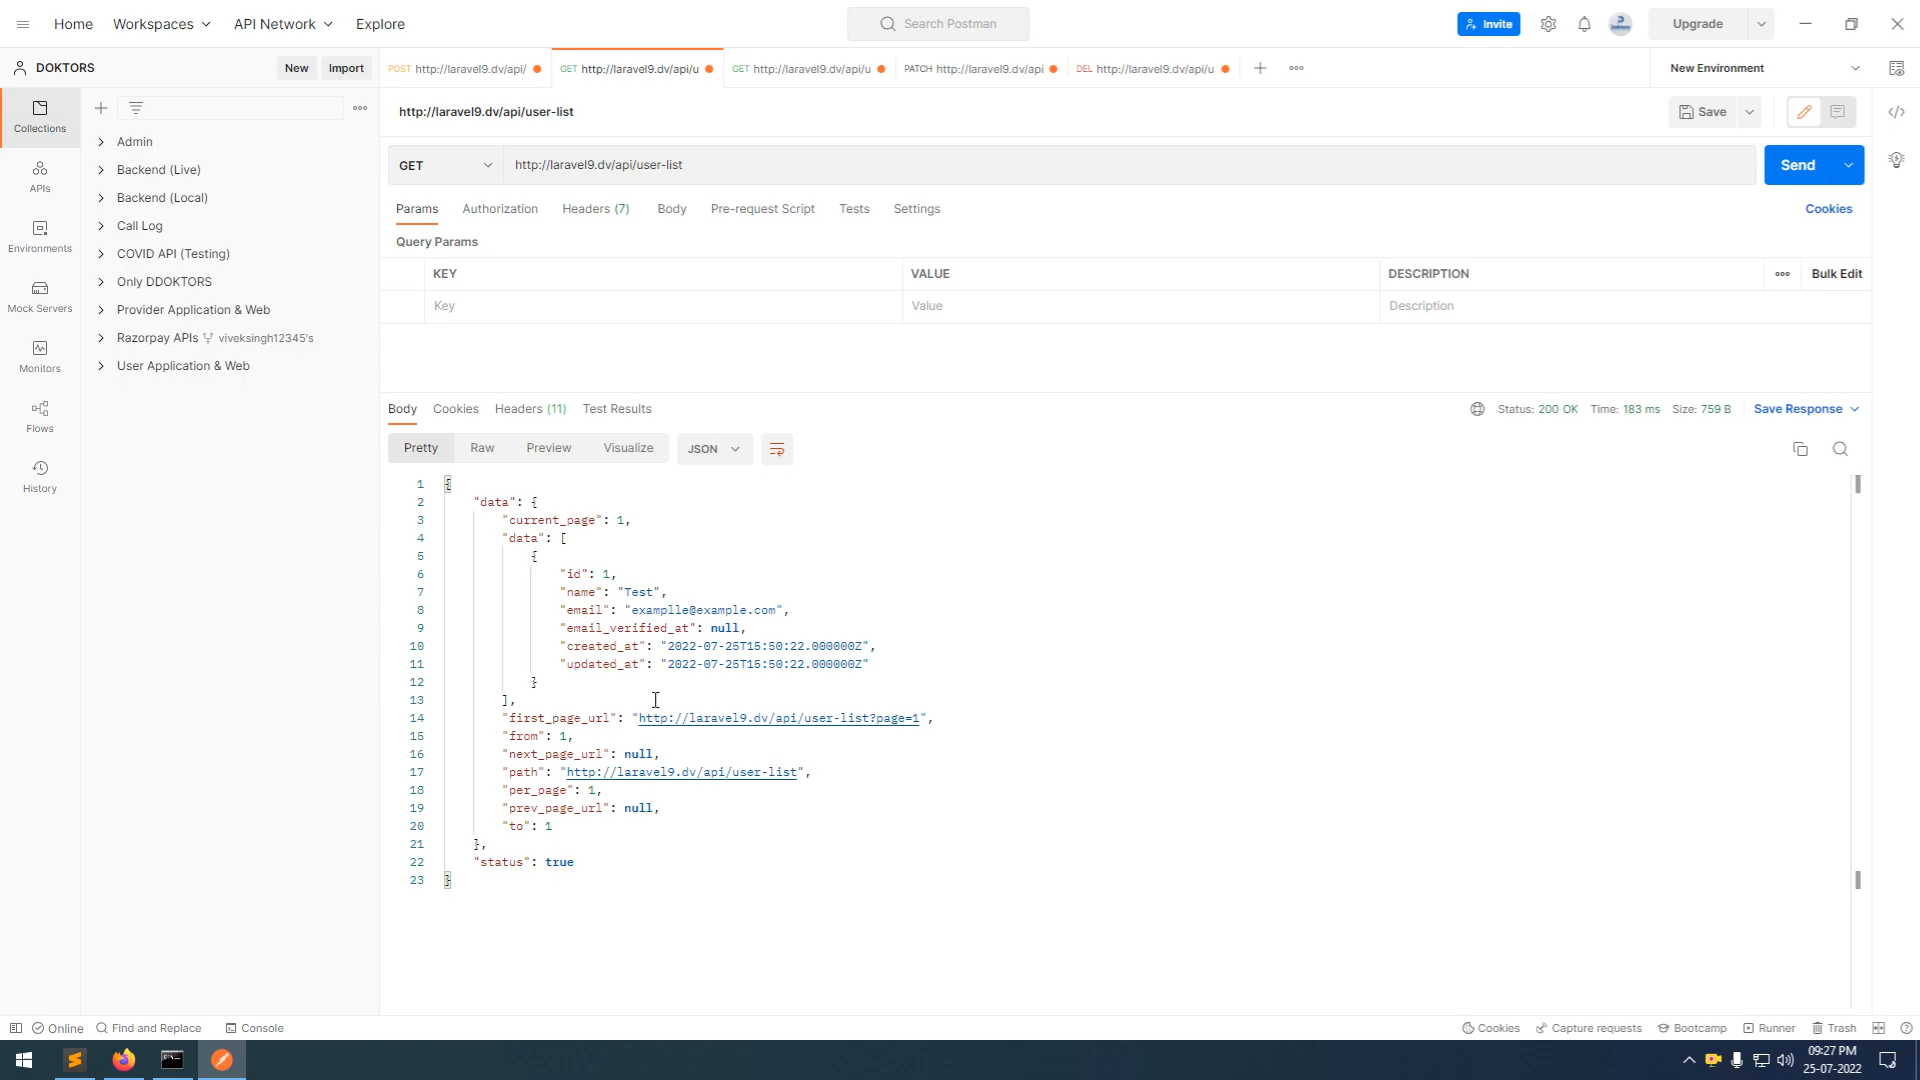 Home Workspaces API Network Explore Search Postman Invite Upgrade
DOKTORS New Import POST http://laravel9.dv/api/ GET http://laravel9.dv/api/u GET http://laravel9.dv/api/u PATCH http://laravel9.dv/api DEL http://laravel9.dv/api/u New Environment
Collections
APIs
Environments
Mock Servers
Monitors
Flows
History
Admin
Backend (Live)
Backend (Local)
Call Log
COVID API (Testing)
Only DDOKTORS
Provider Application & Web
Razorpay APIs viveksingh12345's
User Application & Web
http://laravel9.dv/api/user-list Save
GET http://laravel9.dv/api/user-list Send
Params Authorization Headers (7) Body Pre-request Script Tests Settings Cookies
Query Params
KEY VALUE DESCRIPTION Bulk Edit
Key Value Description
Body Cookies Headers (11) Test Results Status: 200 OK Time: 183 ms Size: 759 B Save Response
Pretty Raw Preview Visualize JSON
1 {
2 "data": {
3 "current_page": 1,
4 "data": [
5 {
6 "id": 1,
7 "name": "Test",
8 "email": "examplle@example.com",
9 "email_verified_at": null,
10 "created_at": "2022-07-25T15:50:22.000000Z",
11 "updated_at": "2022-07-25T15:50:22.000000Z"
12 }
13 ],
14 "first_page_url": "http://laravel9.dv/api/user-list?page=1",
15 "from": 1,
16 "next_page_url": null,
17 "path": "http://laravel9.dv/api/user-list",
18 "per_page": 1,
19 "prev_page_url": null,
20 "to": 1
21 },
22 "status": true
23 }
Online Find and Replace Console Cookies Capture requests Bootcamp Runner Trash
09:27 PM
25-07-2022